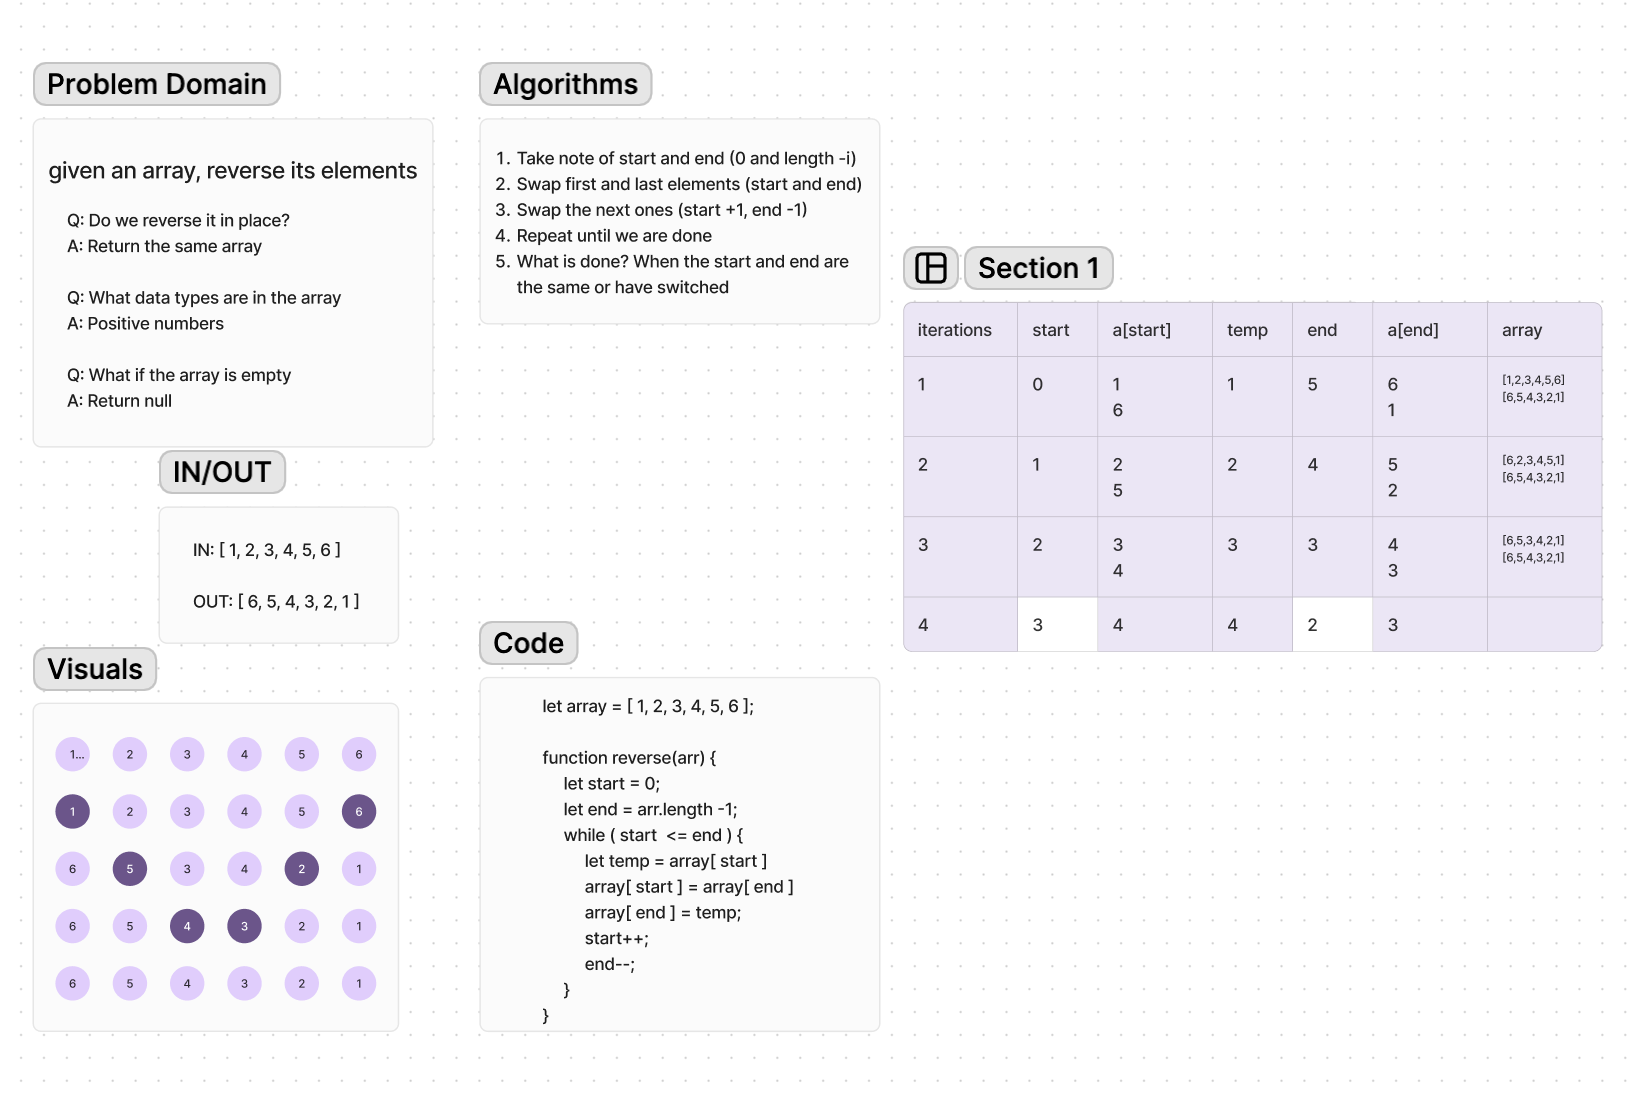 Problem Domain
given an array, reverse its elements
Q: Do we reverse it in place?
A: Return the same array
Q: What data types are in the array
A: Positive numbers
Q: What if the array is empty
A: Return null
IN/OUT
IN: [ 1, 2, 3, 4, 5, 6 ]
OUT: [ 6, 5, 4, 3, 2, 1 ]
Visuals
1... 2 3 4 5 6
1 2 3 4 5 6
6 5 3 4 2 1
6 5 4 3 2 1
6 5 4 3 2 1
Algorithms
1. Take note of start and end (0 and length -i)
2. Swap first and last elements (start and end)
3. Swap the next ones (start +1, end -1)
4. Repeat until we are done
5. What is done? When the start and end are
the same or have switched
Code
let array = [ 1, 2, 3, 4, 5, 6 ];
function reverse(arr) {
let start = 0;
let end = arr.length -1;
while ( start  <= end ) {
let temp = array[ start ]
array[ start ] = array[ end ]
array[ end ] = temp;
start++;
end--;
}
}
Section 1
iterations start a[start] temp end a[end] array
1 0 1 1 5 6 [1,2,3,4,5,6]
6 1 [6,5,4,3,2,1]
2 1 2 2 4 5 [6,2,3,4,5,1]
5 2 [6,5,4,3,2,1]
3 2 3 3 3 4 [6,5,3,4,2,1]
4 3 [6,5,4,3,2,1]
4 3 4 4 2 3